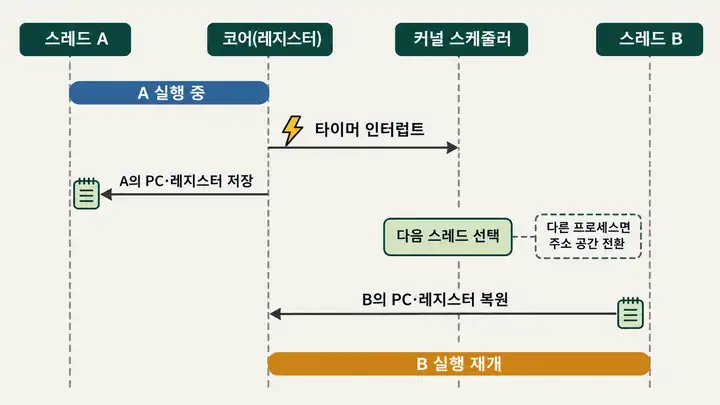 스레드 A
코어(레지스터)
커널 스케줄러
스레드 B
A 실행 중
타이머 인터럽트
A의 PC·레지스터 저장
다음 스레드 선택
다른 프로세스면
주소 공간 전환
B의 PC·레지스터 복원
B 실행 재개